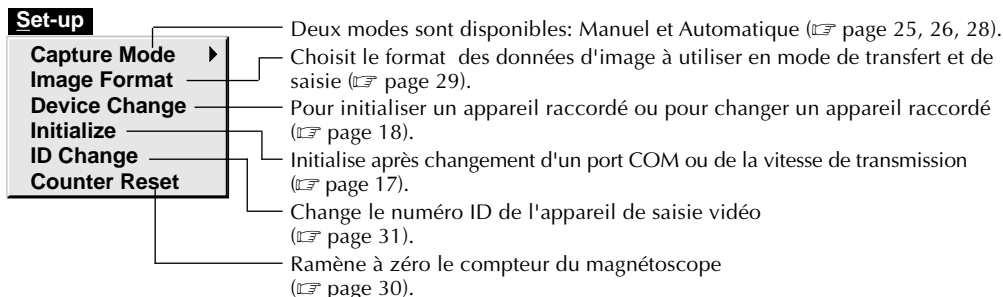 Set-up
Capture Mode
Image Format
Device Change
Initialize
ID Change
Counter Reset
Deux modes sont disponibles: Manuel et Automatique (☞ page 25, 26, 28).
Choisit le format des données d'image à utiliser en mode de transfert et de
saisie (☞ page 29).
Pour initialiser un appareil raccordé ou pour changer un appareil raccordé
(☞ page 18).
Initialise après changement d'un port COM ou de la vitesse de transmission
(☞ page 17).
Change le numéro ID de l'appareil de saisie vidéo
(☞ page 31).
Ramène à zéro le compteur du magnétoscope
(☞ page 30).